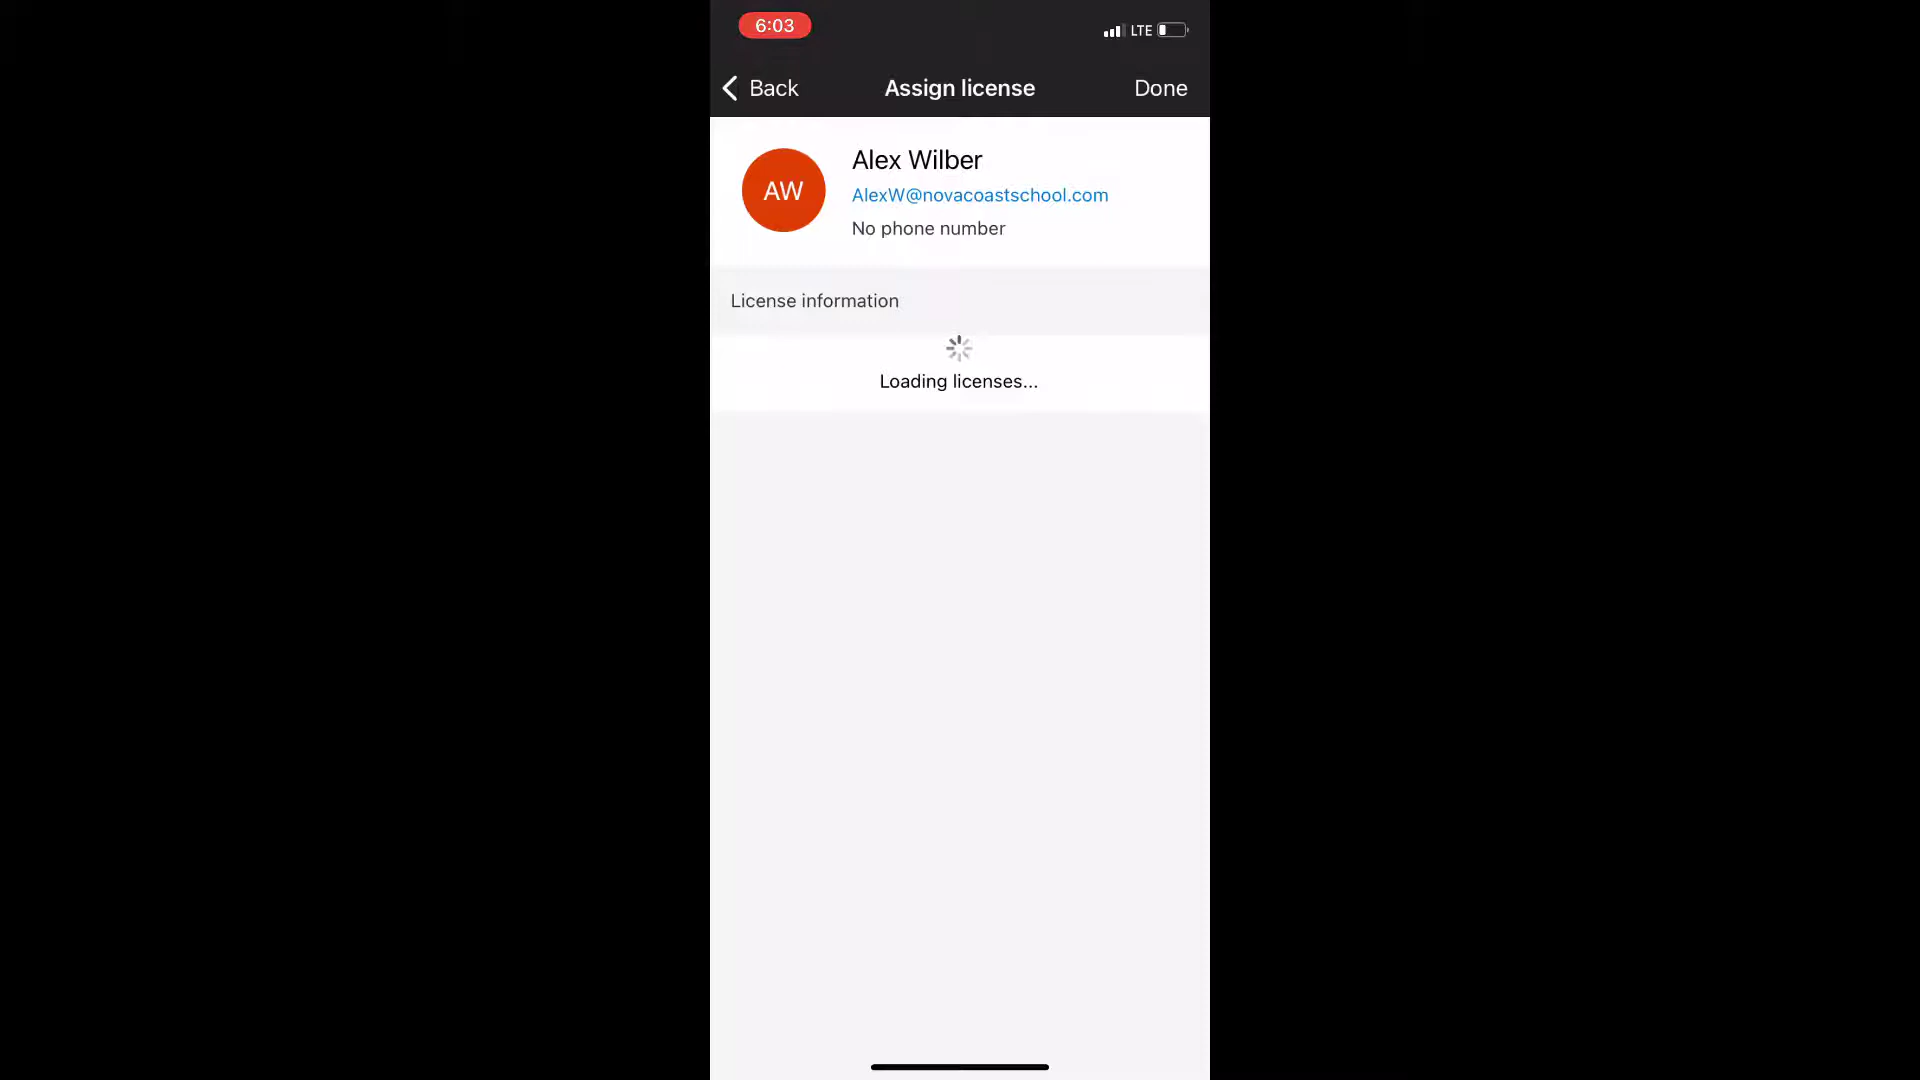 6:03
LTE
Back
Assign license
Done
AW
Alex Wilber
AlexW@novacoastschool.com
No phone number
License information
Loading licenses...